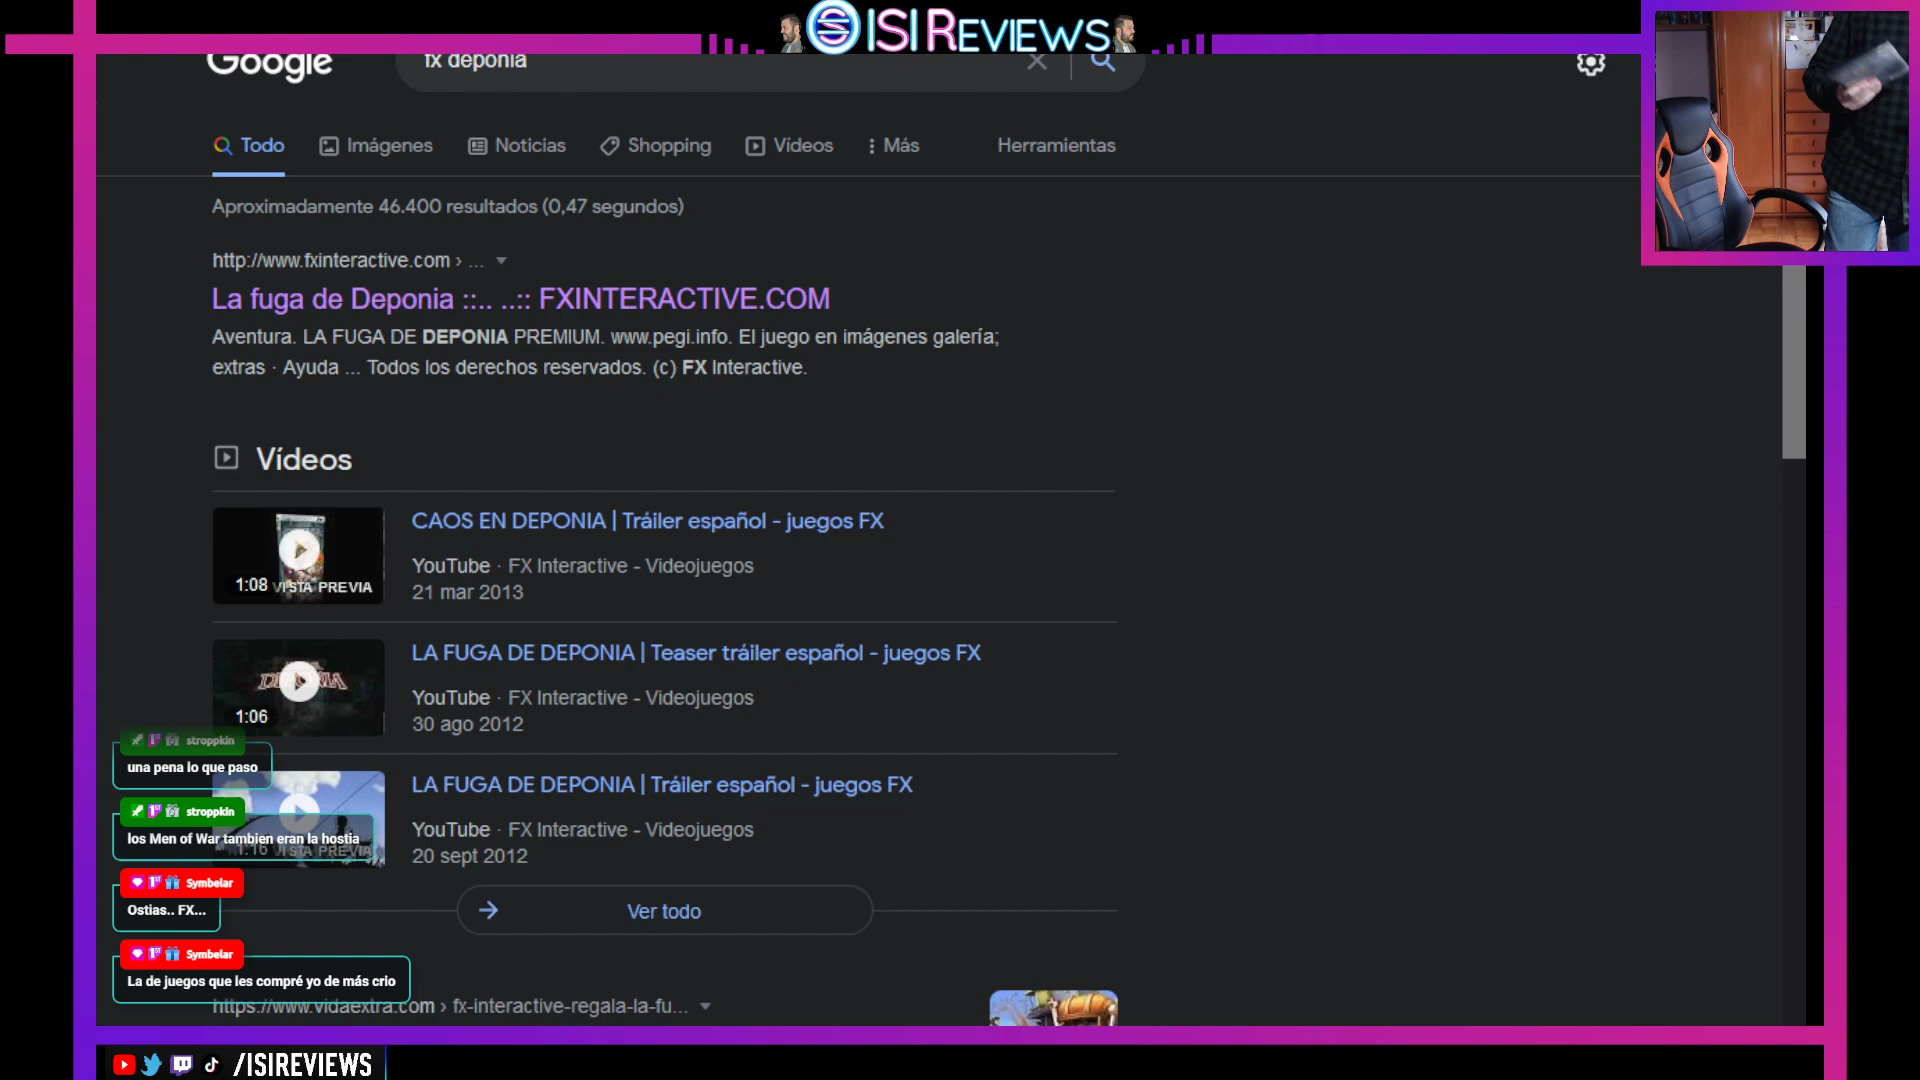 ISI REVIEWS
Google
fx deponia
Todo
Imágenes
Noticias
Shopping
Vídeos
Más
Herramientas
Aproximadamente 46.400 resultados (0,47 segundos)
http://www.fxinteractive.com › ...
La fuga de Deponia ::.. ..:: FXINTERACTIVE.COM
Aventura. LA FUGA DE DEPONIA PREMIUM. www.pegi.info. El juego en imágenes galería;
extras · Ayuda ... Todos los derechos reservados. (c) FX Interactive.
Vídeos
CAOS EN DEPONIA | Tráiler español - juegos FX
YouTube · FX Interactive - Videojuegos
21 mar 2013
1:08 VISTA PREVIA
LA FUGA DE DEPONIA | Teaser tráiler español - juegos FX
YouTube · FX Interactive - Videojuegos
30 ago 2012
1:06
LA FUGA DE DEPONIA | Tráiler español - juegos FX
YouTube · FX Interactive - Videojuegos
20 sept 2012
1:16 VISTA PREVIA
Ver todo
https://www.vidaextra.com › fx-interactive-regala-la-fu...
stroppkin
una pena lo que paso
stroppkin
los Men of War tambien eran la hostia
Symbelar
Ostias.. FX...
Symbelar
La de juegos que les compré yo de más crio
/ISIREVIEWS